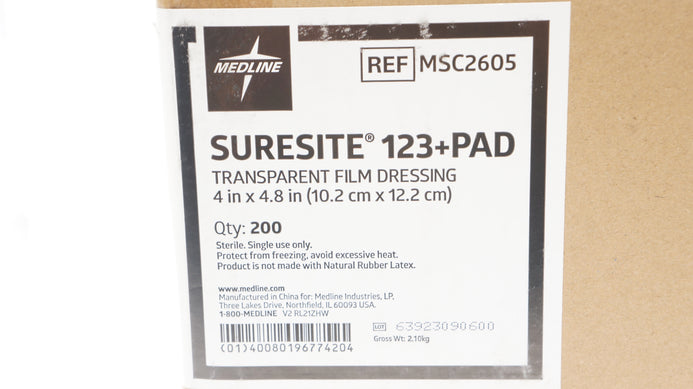 MEDLINE
REF MSC2605
SURESITE® 123+PAD
TRANSPARENT FILM DRESSING
4 in x 4.8 in (10.2 cm x 12.2 cm)
Qty: 200
Sterile. Single use only.
Protect from freezing, avoid excessive heat.
Product is not made with Natural Rubber Latex.
www.medline.com
Manufactured in China for: Medline Industries, LP,
Three Lakes Drive, Northfield, IL 60093 USA.
1-800-MEDLINE V2 RL21ZHW
LOT 63923090600
(01)40080196774204
Gross Wt: 2.10kg